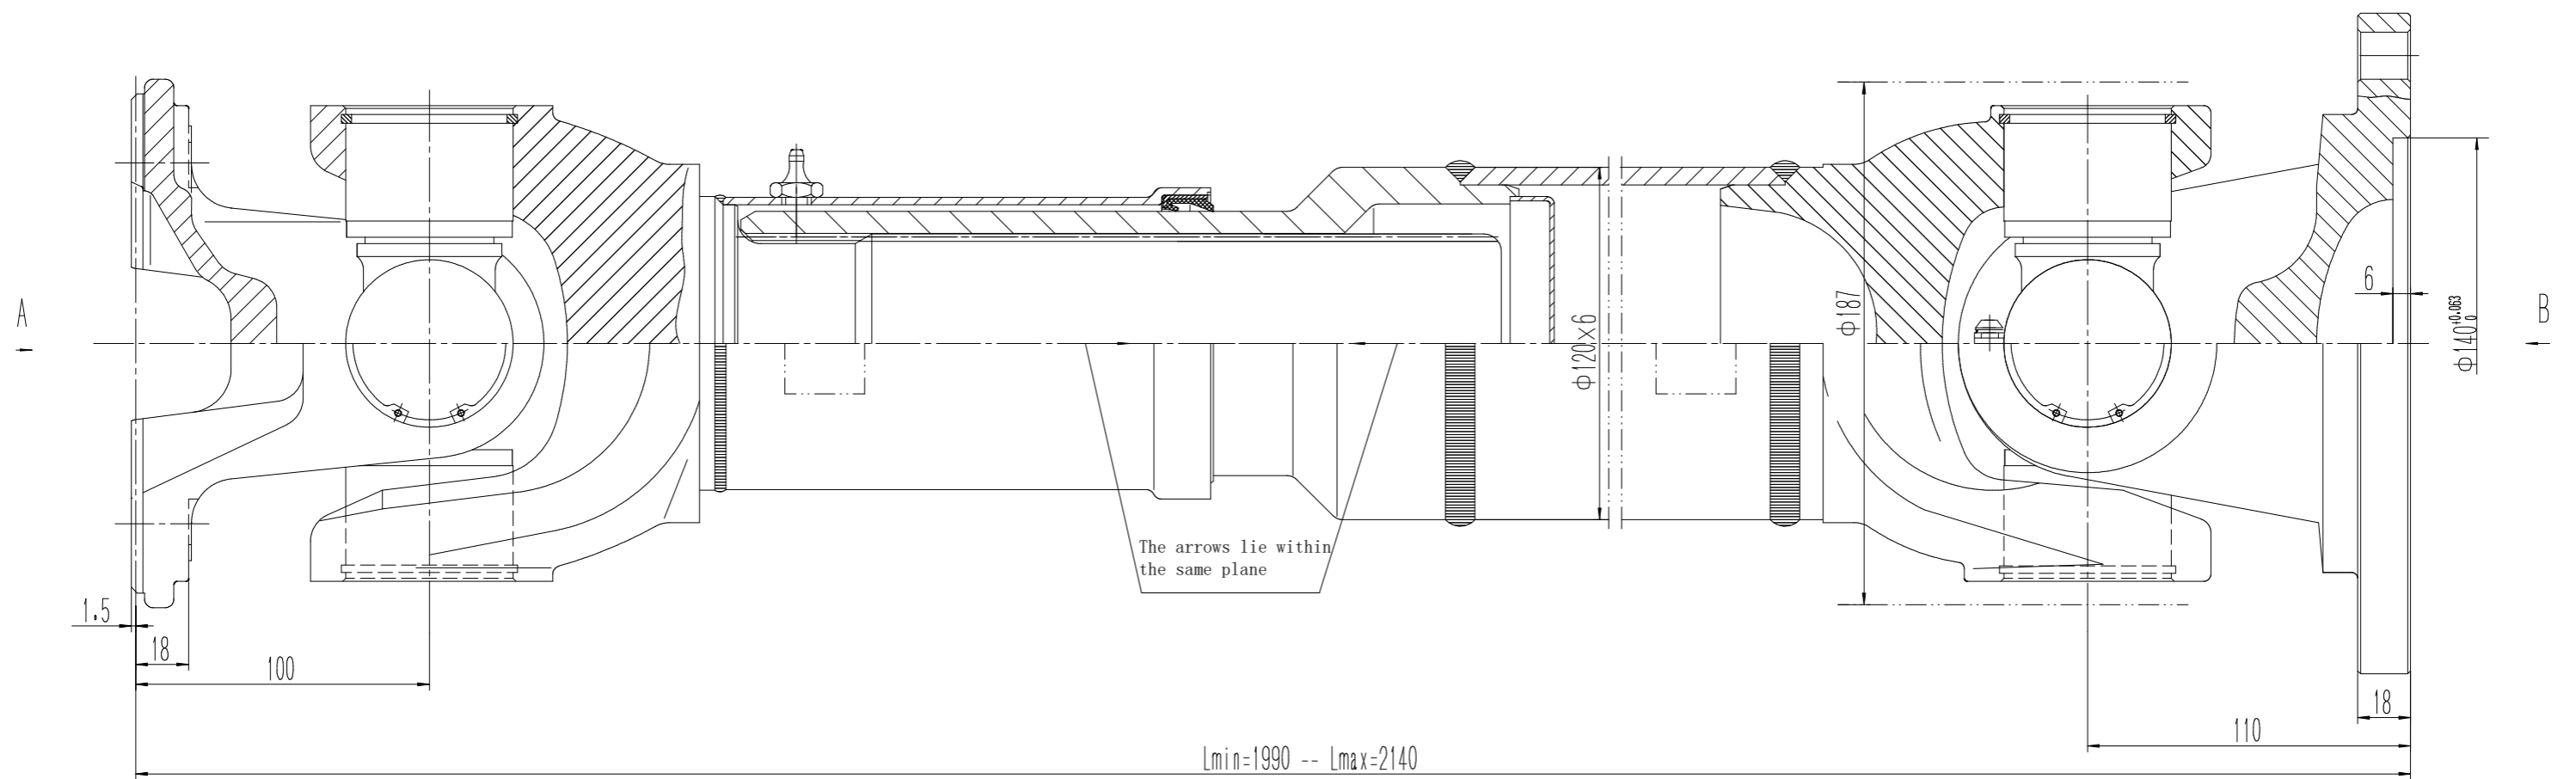 A
B
6
Φ140+0.063 0
Φ187
Φ120×6
The arrows lie within
the same plane
1.5
18
100
18
110
Lmin=1990 -- Lmax=2140